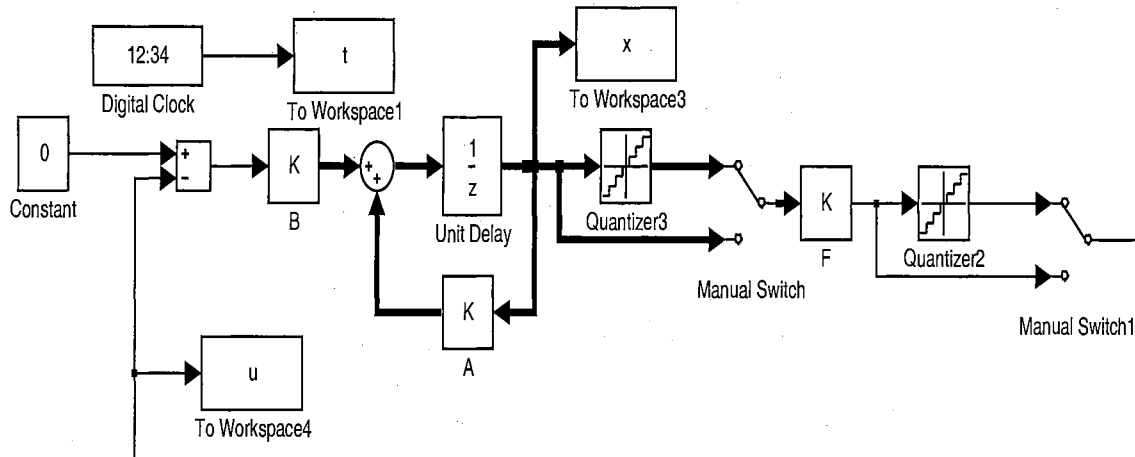 12:34
Digital Clock
t
To Workspace1
x
To Workspace3
0
Constant
+
−
K
B
+
+
1
z
Unit Delay
Quantizer3
Manual Switch
K
F
Quantizer2
Manual Switch1
K
A
u
To Workspace4